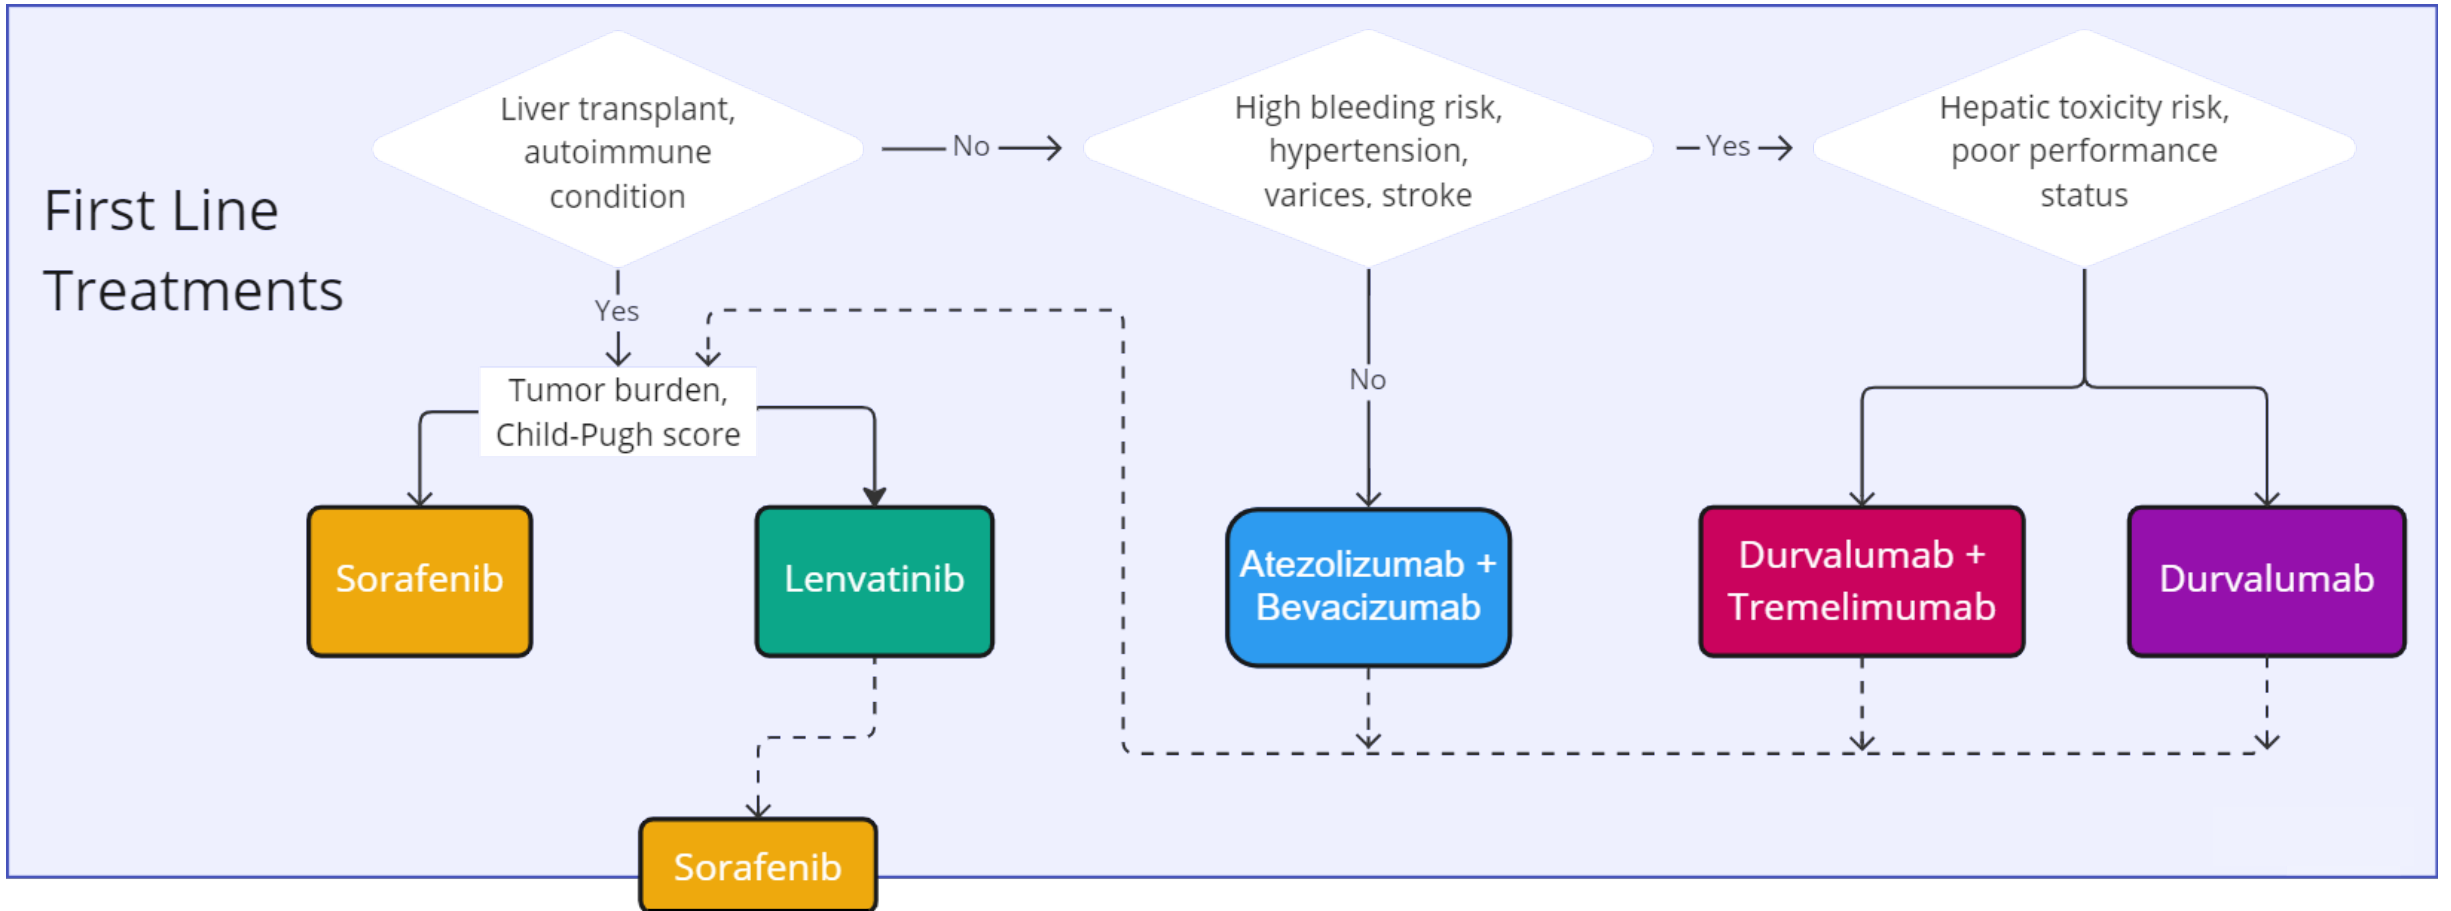 First Line
Treatments
Liver transplant,
autoimmune
condition
No
High bleeding risk,
hypertension,
varices, stroke
Yes
Hepatic toxicity risk,
poor performance
status
Yes
No
Tumor burden,
Child-Pugh score
Sorafenib
Lenvatinib
Atezolizumab +
Bevacizumab
Durvalumab +
Tremelimumab
Durvalumab
Sorafenib